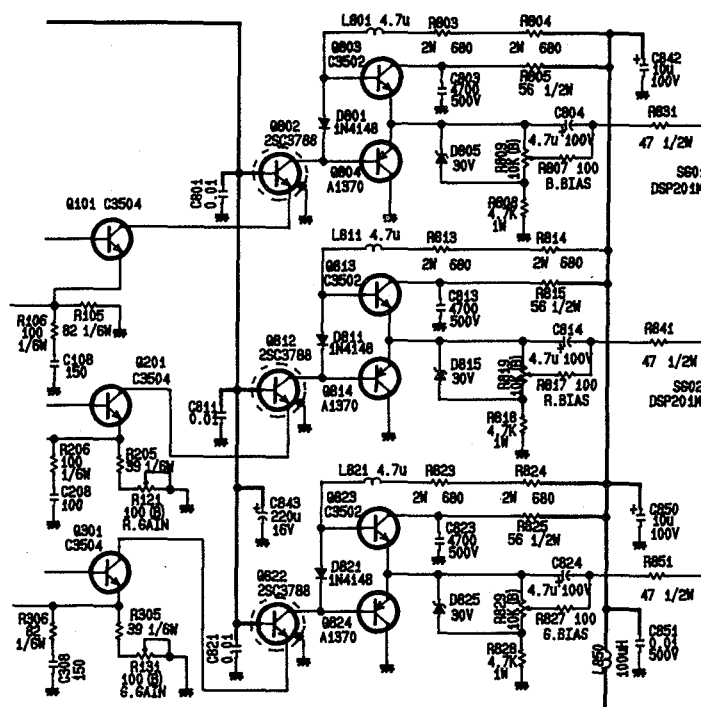 L801 4.7u
R803
R804
2W 680
2W 680
Q803
C3502
C842
10u
100V
C803
4700
500V
R805
56 1/2W
D801
1N4148
C804
4.7u 100V
R831
47 1/2W
Q802
2SC3788
D805
30V
R809
10K (B)
R807 100
B.BIAS
Q804
A1370
C801
0.01
R808
4.7K
1W
Q101 C3504
L811 4.7u
R813
R814
2W 680
2W 680
Q813
C3502
C813
4700
500V
R815
56 1/2W
R106
100
1/6W
R105
82 1/6W
D811
1N4148
C814
4.7u 100V
R841
47 1/2W
Q812
2SC3788
C108
150
Q201
C3504
D815
30V
R819
10K (B)
R817 100
R.BIAS
Q814
A1370
C811
0.01
R818
4.7K
1W
R206
100
1/6W
R205
39 1/6W
C208
100
R121
100 (B)
R.GAIN
L821 4.7u
R823
R824
2W 680
2W 680
C843
220u
16V
Q823
C3502
C850
10u
100V
C823
4700
500V
R825
56 1/2W
Q301
C3504
D821
1N4148
C824
4.7u 100V
R851
47 1/2W
Q822
2SC3788
D825
30V
R829
10K (B)
R827 100
G.BIAS
Q824
A1370
R306
82
1/6W
R305
39 1/6W
C308
150
R131
100 (B)
G.GAIN
C821
0.01
R828
4.7K
1W
L850
100uH
C851
0.01
500V